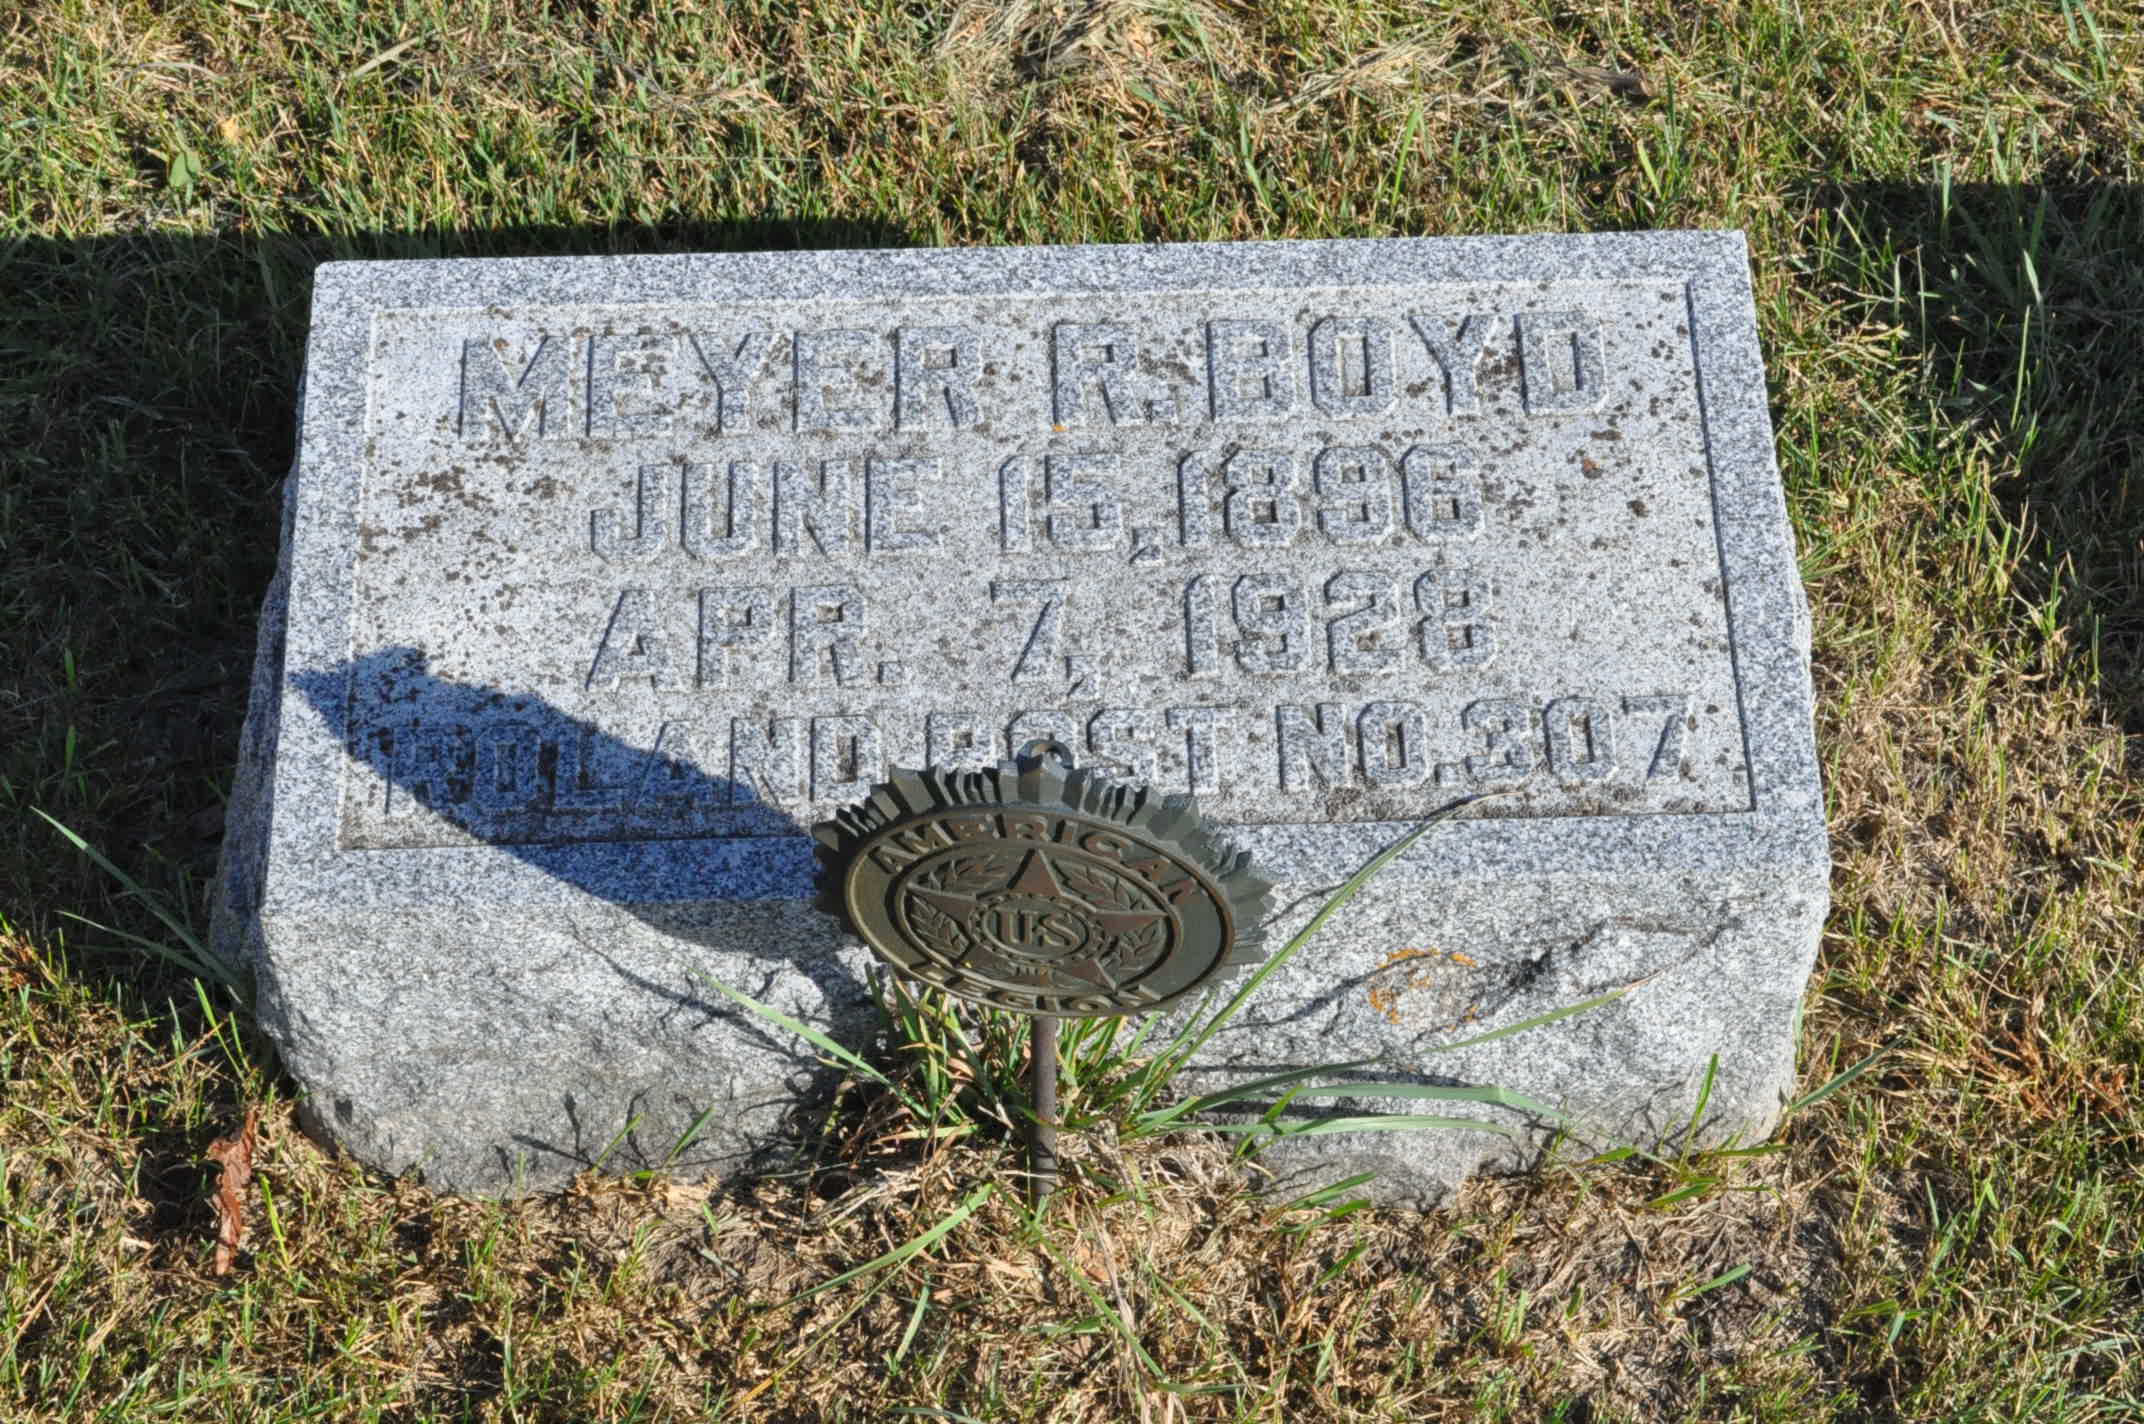 MEYER R. BOYD
JUNE 15, 1896
APR. 7, 1928
ROLAND POST NO. 307
AMERICAN
US
LEGION